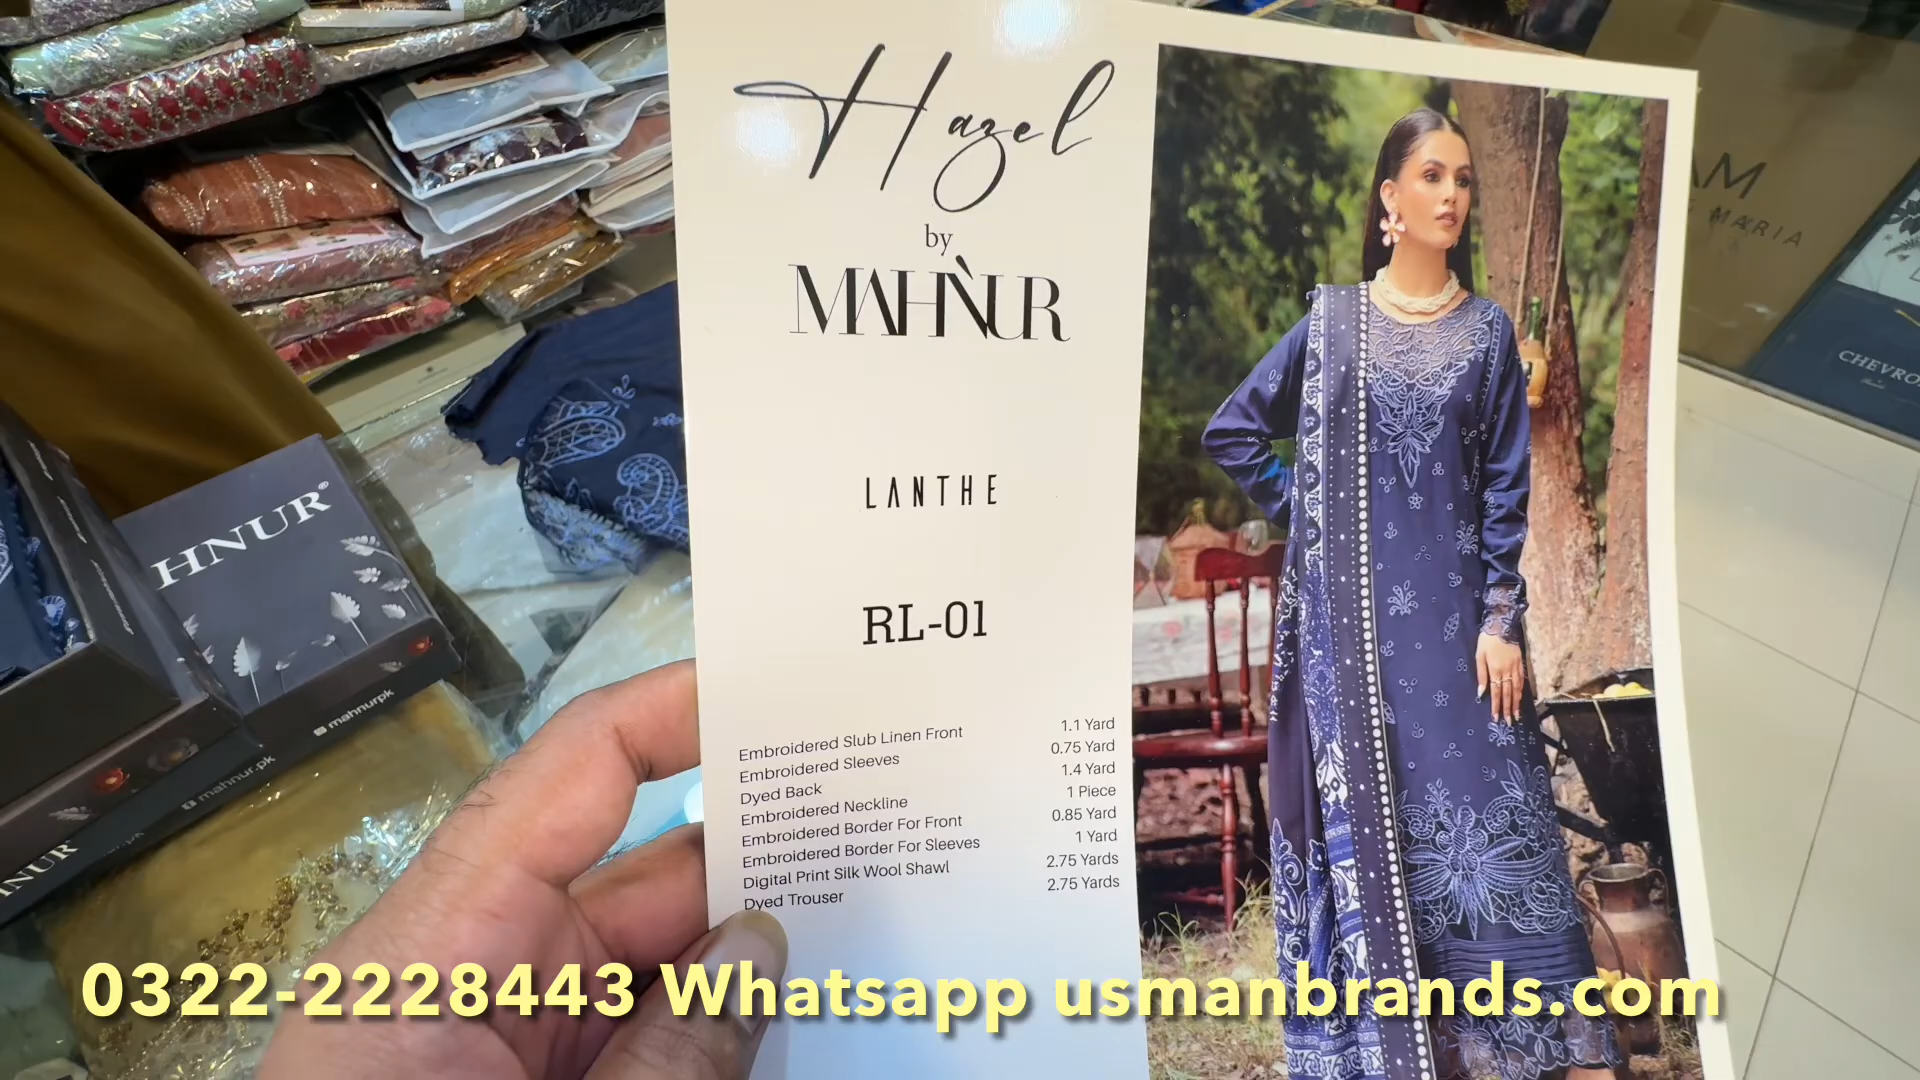 Hazel
by
MAHNUR
LANTHE
RL-01
Embroidered Slub Linen Front 1.1 Yard
Embroidered Sleeves 0.75 Yard
Dyed Back 1.4 Yard
Embroidered Neckline 1 Piece
Embroidered Border For Front 0.85 Yard
Embroidered Border For Sleeves 1 Yard
Digital Print Silk Wool Shawl 2.75 Yards
Dyed Trouser 2.75 Yards
HNUR®
mahnurpk
mahnur.pk
NUR
AM
MARIA
CHEVRO
0322-2228443 Whatsapp usmanbrands.com